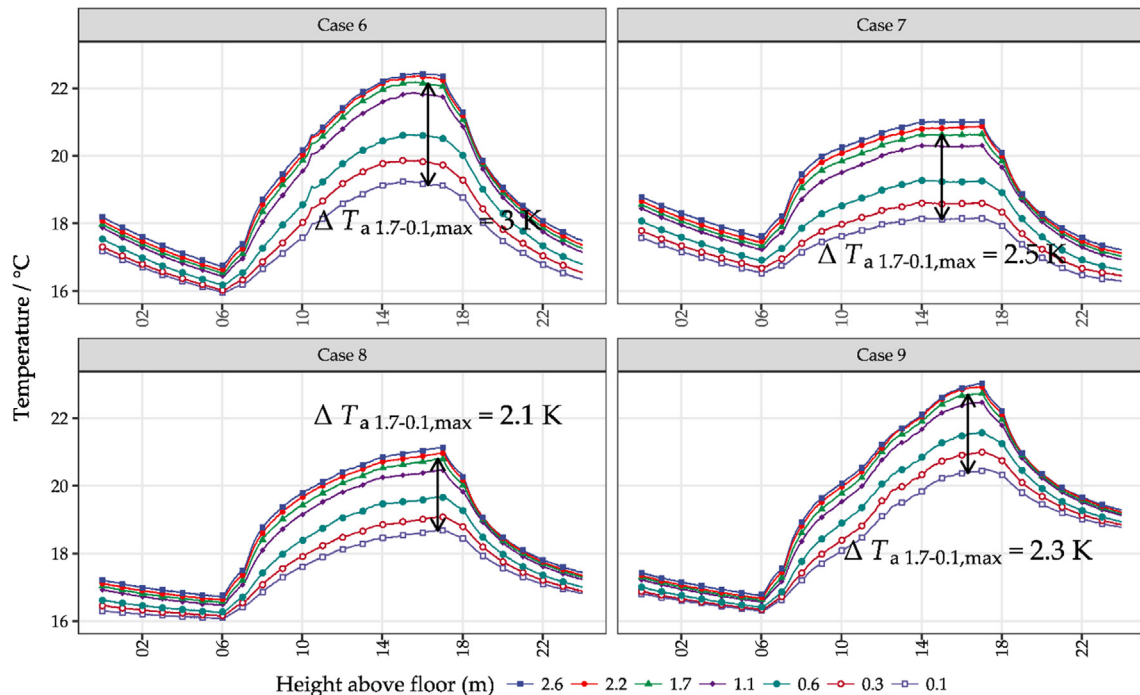 Case 6
Case 7
22
20
18
16
Δ T a 1.7-0.1,max = 3 K
Δ T a 1.7-0.1,max = 2.5 K
02 06 10 14 18 22
02 06 10 14 18 22
Temperature / °C
Case 8
Case 9
22
20
18
16
Δ T a 1.7-0.1,max = 2.1 K
Δ T a 1.7-0.1,max = 2.3 K
02 06 10 14 18 22
02 06 10 14 18 22
Height above floor (m) 2.6 2.2 1.7 1.1 0.6 0.3 0.1